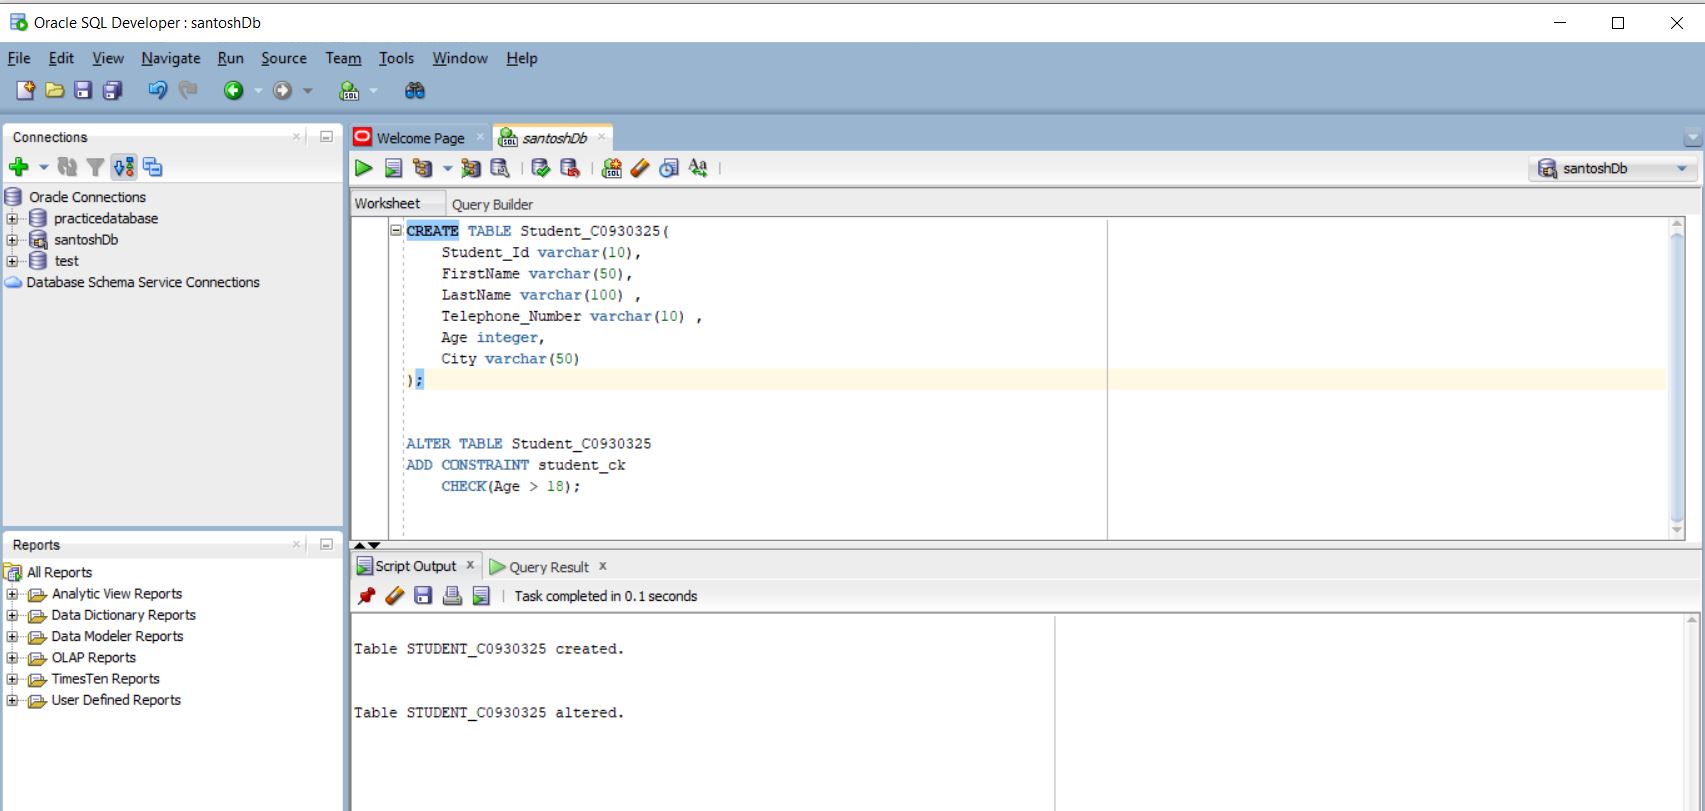 Oracle SQL Developer : santoshDb
File Edit View Navigate Run Source Team Tools Window Help
Connections
Oracle Connections
practicedatabase
santoshDb
test
Database Schema Service Connections
Reports
All Reports
Analytic View Reports
Data Dictionary Reports
Data Modeler Reports
OLAP Reports
TimesTen Reports
User Defined Reports
Welcome Page santoshDb
santoshDb
Worksheet Query Builder
CREATE TABLE Student_C0930325(
Student_Id varchar(10),
FirstName varchar(50),
LastName varchar(100) ,
Telephone_Number varchar(10) ,
Age integer,
City varchar(50)
);
ALTER TABLE Student_C0930325
ADD CONSTRAINT student_ck
CHECK(Age > 18);
Script Output x Query Result x
Task completed in 0.1 seconds
Table STUDENT_C0930325 created.
Table STUDENT_C0930325 altered.